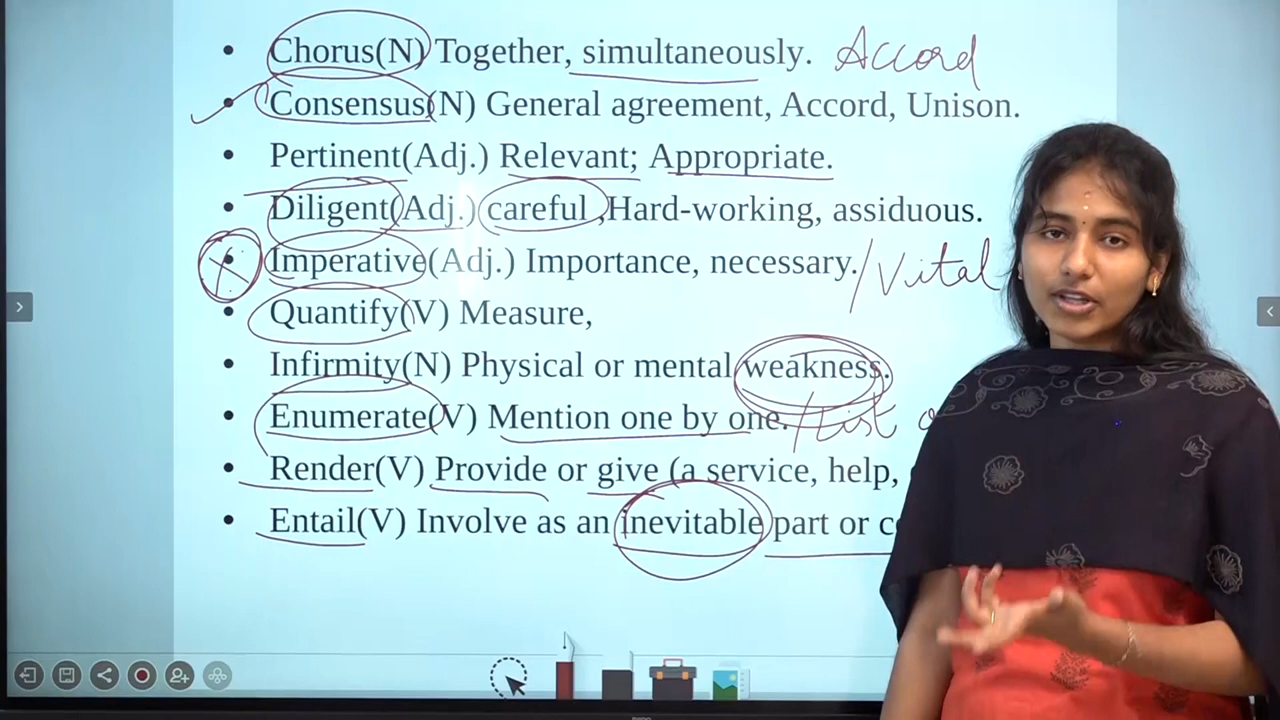 • Chorus(N) Together, simultaneously. Accord
• Consensus(N) General agreement, Accord, Unison.
• Pertinent(Adj.) Relevant; Appropriate.
• Diligent(Adj.) careful ,Hard-working, assiduous.
• Imperative(Adj.) Importance, necessary. / Vital
• Quantify(V) Measure,
• Infirmity(N) Physical or mental weakness.
• Enumerate(V) Mention one by one. / List
• Render(V) Provide or give (a service, help,
• Entail(V) Involve as an inevitable part or